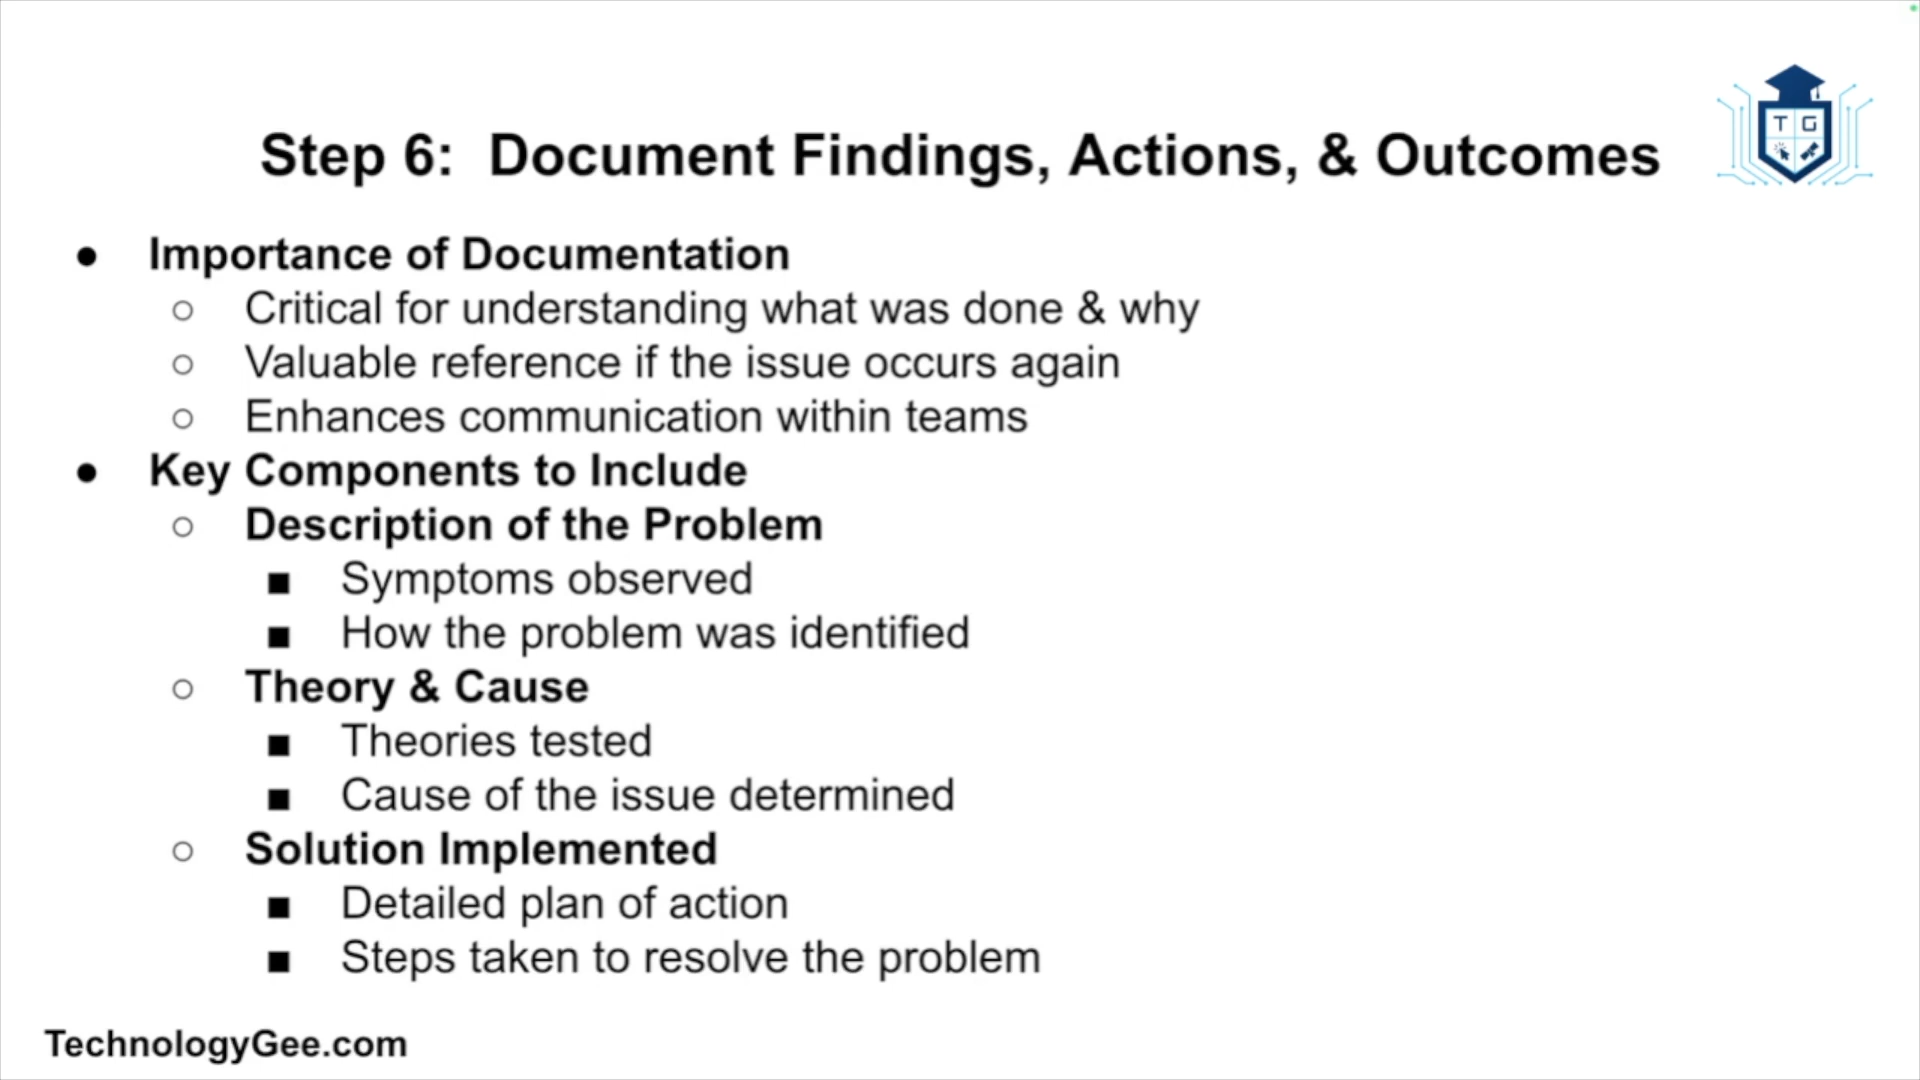 Step 6:  Document Findings, Actions, & Outcomes
T G
● Importance of Documentation
○ Critical for understanding what was done & why
○ Valuable reference if the issue occurs again
○ Enhances communication within teams
● Key Components to Include
○ Description of the Problem
■ Symptoms observed
■ How the problem was identified
○ Theory & Cause
■ Theories tested
■ Cause of the issue determined
○ Solution Implemented
■ Detailed plan of action
■ Steps taken to resolve the problem
TechnologyGee.com